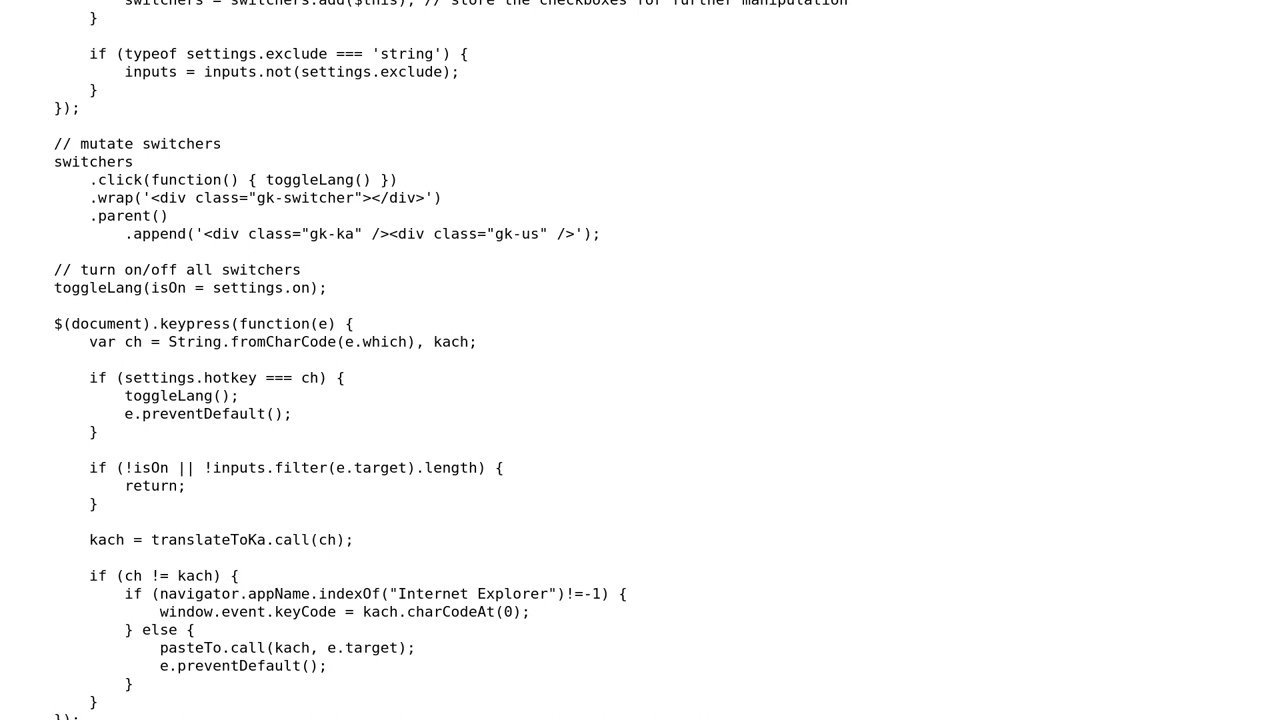 switchers = switchers.add($this); // store the checkboxes for further manipulation
}
if (typeof settings.exclude === 'string') {
inputs = inputs.not(settings.exclude);
}
});
// mutate switchers
switchers
.click(function() { toggleLang() })
.wrap('<div class="gk-switcher"></div>')
.parent()
.append('<div class="gk-ka" /><div class="gk-us" />');
// turn on/off all switchers
toggleLang(isOn = settings.on);
$(document).keypress(function(e) {
var ch = String.fromCharCode(e.which), kach;
if (settings.hotkey === ch) {
toggleLang();
e.preventDefault();
}
if (!isOn || !inputs.filter(e.target).length) {
return;
}
kach = translateToKa.call(ch);
if (ch != kach) {
if (navigator.appName.indexOf("Internet Explorer")!=-1) {
window.event.keyCode = kach.charCodeAt(0);
} else {
pasteTo.call(kach, e.target);
e.preventDefault();
}
}
});